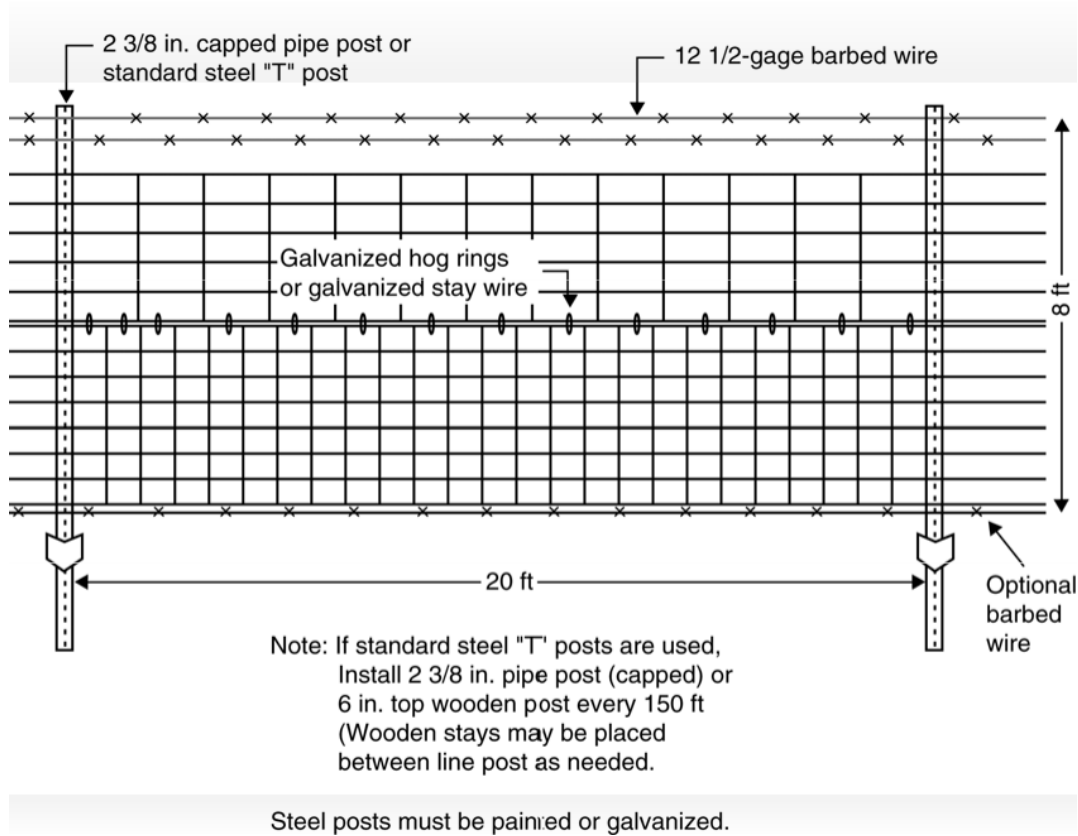 2 3/8 in. capped pipe post or
standard steel "T" post
12 1/2-gage barbed wire
Galvanized hog rings
or galvanized stay wire
8 ft
20 ft
Optional
barbed
wire
Note: If standard steel "T" posts are used,
Install 2 3/8 in. pipe post (capped) or
6 in. top wooden post every 150 ft
(Wooden stays may be placed
between line post as needed.
Steel posts must be painted or galvanized.